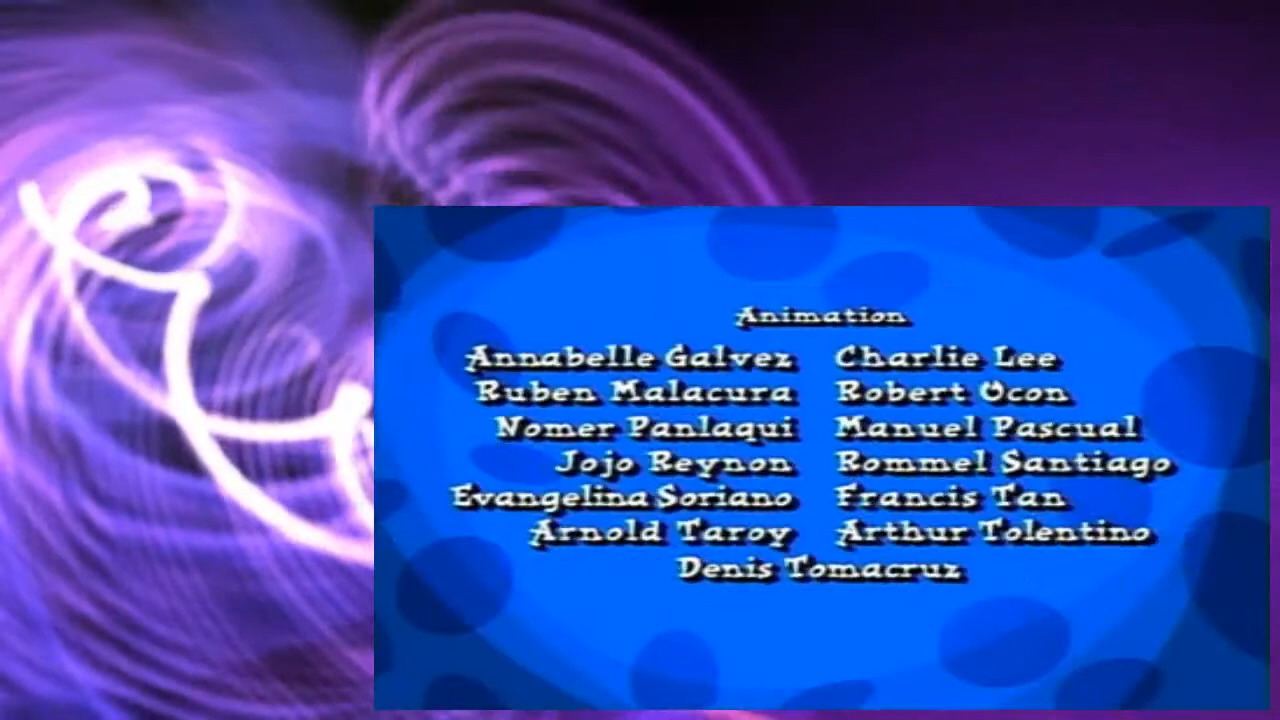 Animation
Annabelle Galvez Charlie Lee
Ruben Malacura Robert Ocon
Nomer Panlaqui Manuel Pascual
Jojo Reynon Rommel Santiago
Evangelina Soriano Francis Tan
Arnold Taroy Arthur Tolentino
Denis Tomacruz